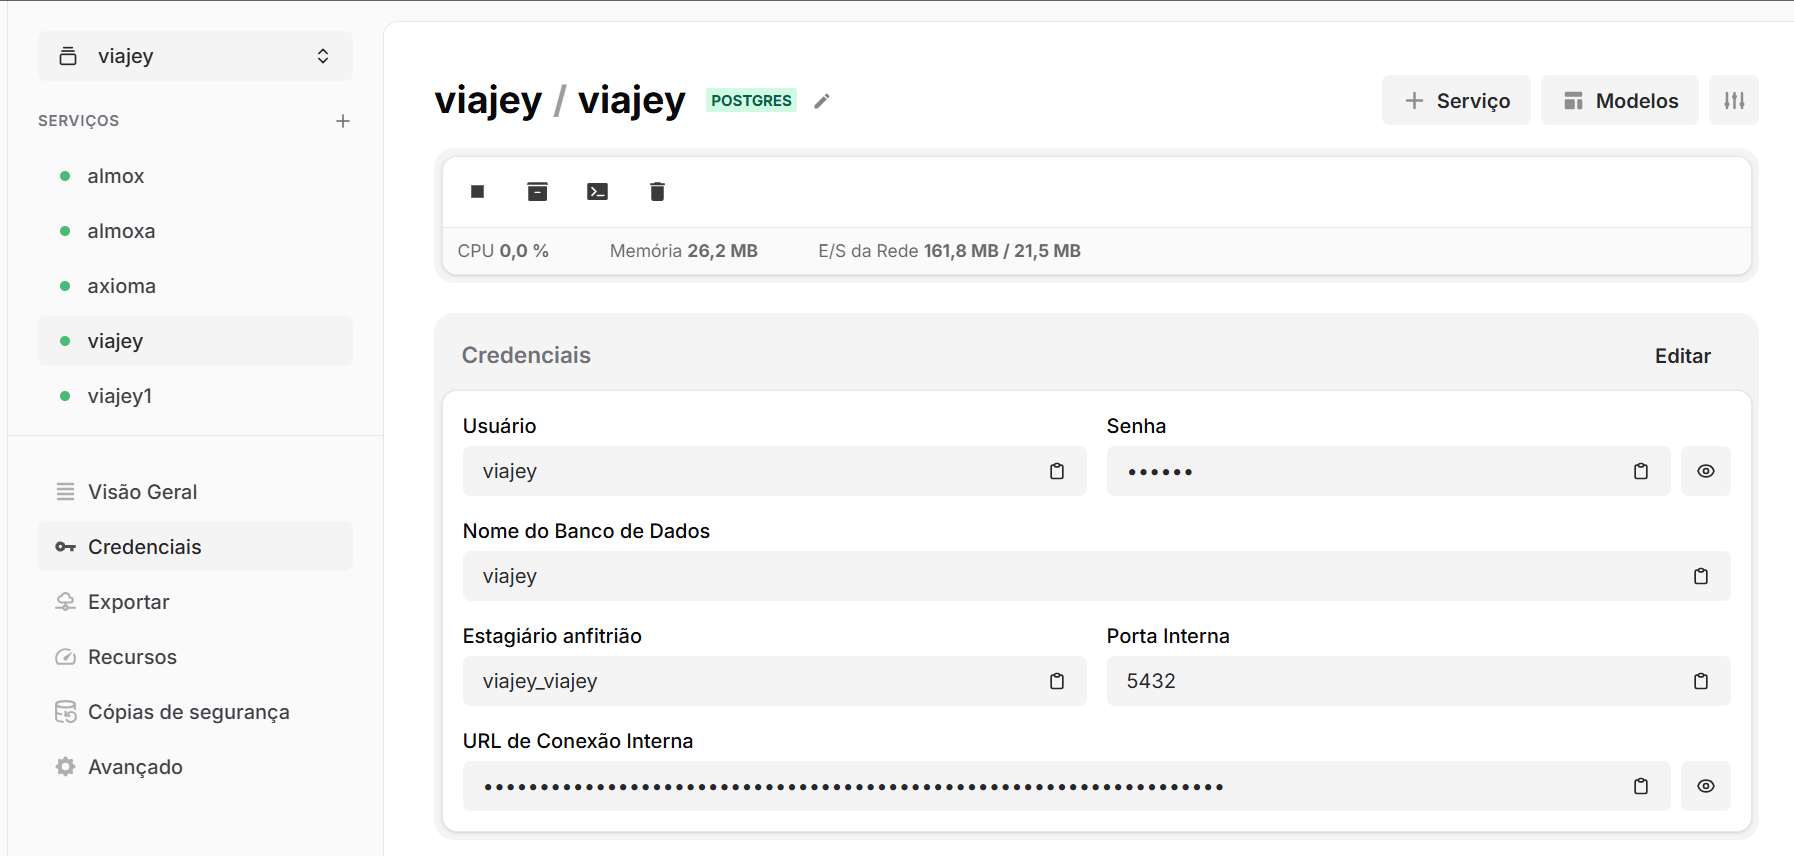 viajey
SERVIÇOS
almox
almoxa
axioma
viajey
viajey1
Visão Geral
Credenciais
Exportar
Recursos
Cópias de segurança
Avançado
viajey / viajey POSTGRES
Serviço
Modelos
CPU 0,0 % Memória 26,2 MB E/S da Rede 161,8 MB / 21,5 MB
Credenciais
Editar
Usuário
viajey
Senha
••••••
Nome do Banco de Dados
viajey
Estagiário anfitrião
viajey_viajey
Porta Interna
5432
URL de Conexão Interna
••••••••••••••••••••••••••••••••••••••••••••••••••••••••••••••••••